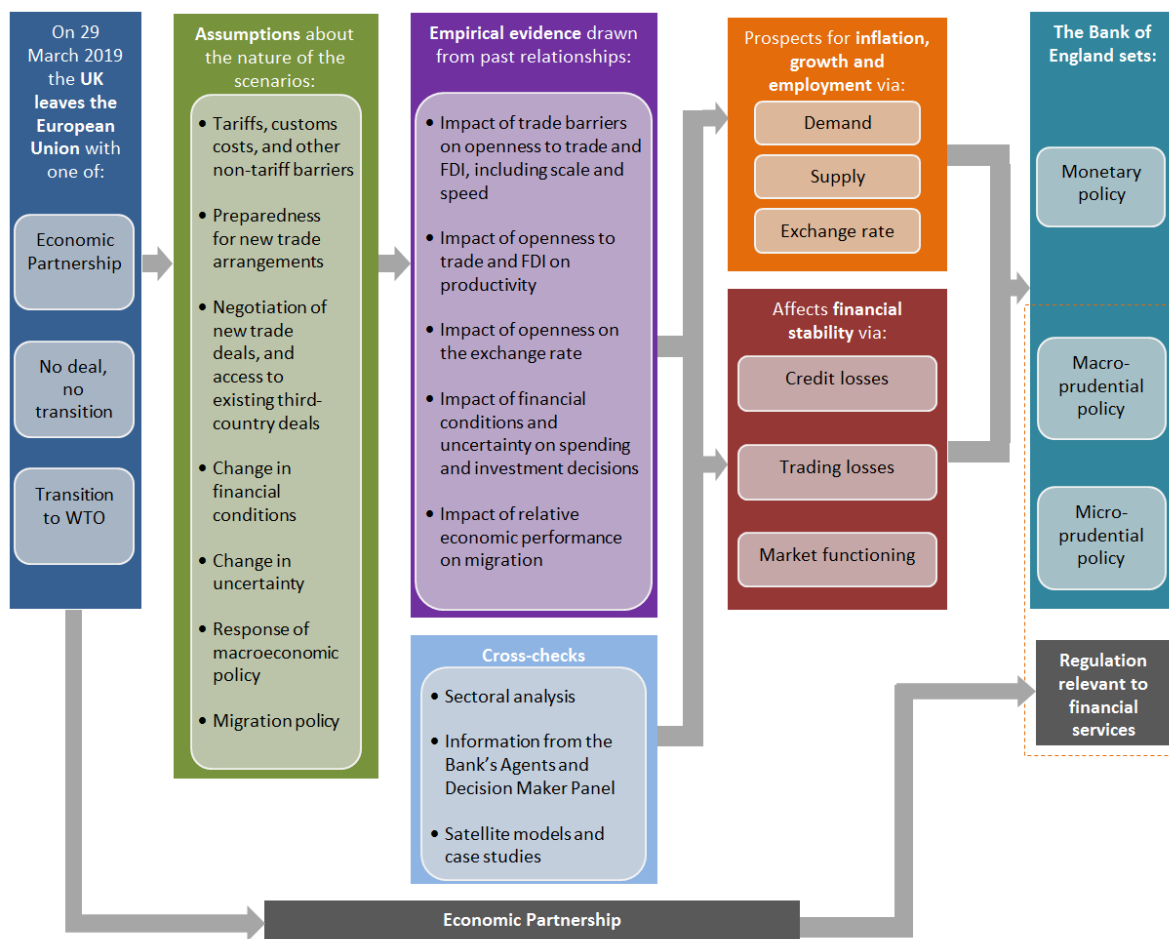 On 29
March 2019
the UK
leaves the
European
Union with
one of:
Economic
Partnership
No deal,
no
transition
Transition
to WTO
Assumptions about
the nature of the
scenarios:
• Tariffs, customs
costs, and other
non-tariff barriers
• Preparedness
for new trade
arrangements
• Negotiation of
new trade
deals, and
access to
existing third-
country deals
• Change in
financial
conditions
• Change in
uncertainty
• Response of
macroeconomic
policy
• Migration policy
Empirical evidence drawn
from past relationships:
• Impact of trade barriers
on openness to trade and
FDI, including scale and
speed
• Impact of openness to
trade and FDI on
productivity
• Impact of openness on
the exchange rate
• Impact of financial
conditions and
uncertainty on spending
and investment decisions
• Impact of relative
economic performance
on migration
Cross-checks
• Sectoral analysis
• Information from the
Bank's Agents and
Decision Maker Panel
• Satellite models and
case studies
Prospects for inflation,
growth and
employment via:
Demand
Supply
Exchange rate
Affects financial
stability via:
Credit losses
Trading losses
Market functioning
The Bank of
England sets:
Monetary
policy
Macro-
prudential
policy
Micro-
prudential
policy
Regulation
relevant to
financial
services
Economic Partnership